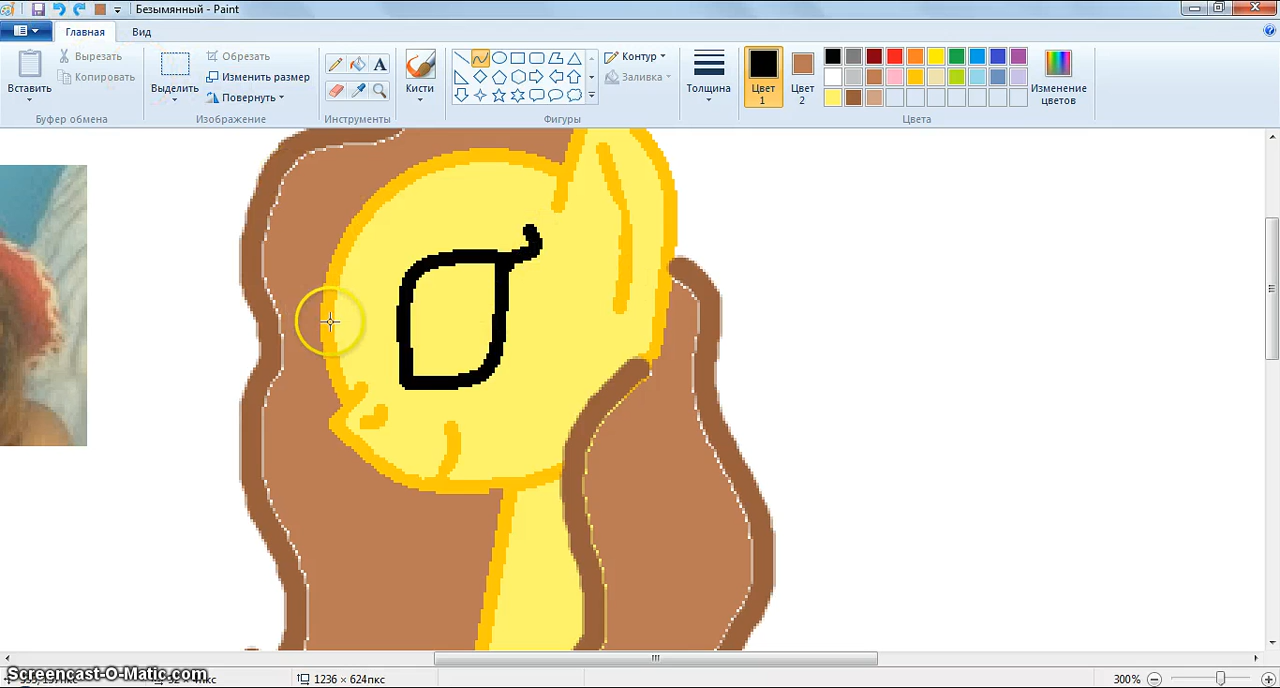 Безымянный - Paint
Главная
Вид
Вставить
Вырезать
Копировать
Буфер обмена
Выделить
Обрезать
Изменить размер
Повернуть
Изображение
Инструменты
Кисти
Контур
Заливка
Фигуры
Толщина
Цвет 1
Цвет 2
Изменение цветов
Цвета
Screencast-O-Matic.com
1236 × 624пкс
300%